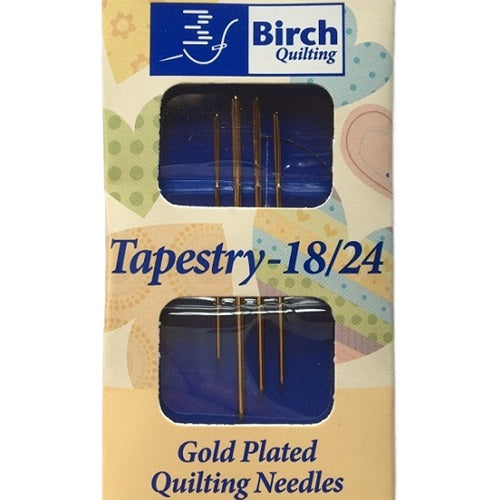 Birch
Quilting
Tapestry-18/24
Gold Plated
Quilting Needles